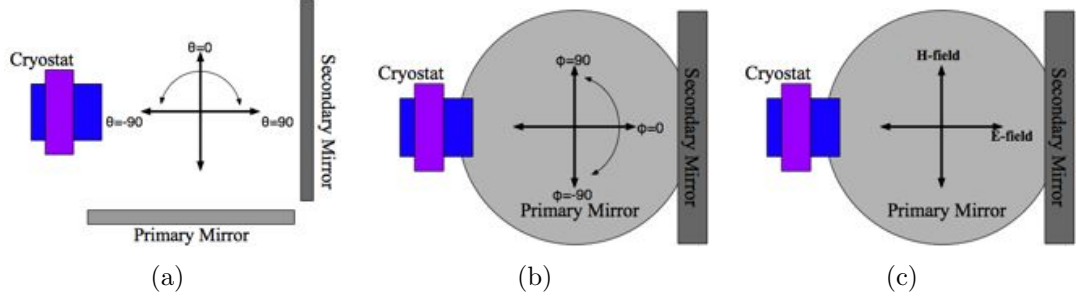 θ=0
Cryostat
θ=-90
θ=90
Secondary Mirror
Primary Mirror
(a)
Cryostat
ϕ=90
ϕ=0
ϕ=-90
Primary Mirror
Secondary Mirror
(b)
Cryostat
H-field
E-field
Primary Mirror
Secondary Mirror
(c)